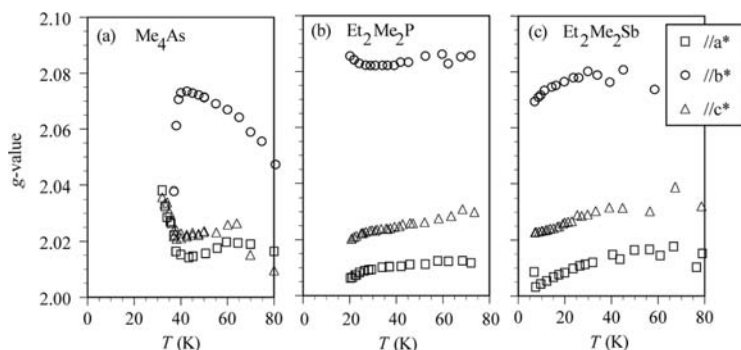 2.10
2.08
2.06
2.04
2.02
2.00
g-value
(a) Me4As
(b) Et2Me2P
(c) Et2Me2Sb
//a*
//b*
//c*
0 20 40 60 80
0 20 40 60 80
0 20 40 60 80
T (K)
T (K)
T (K)